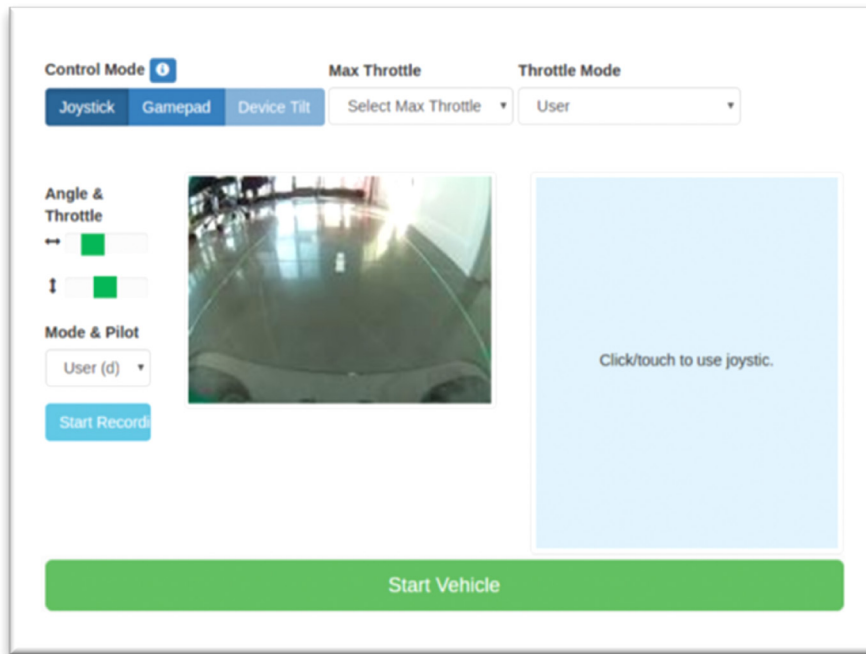 Control Mode
Max Throttle
Throttle Mode
Joystick
Gamepad
Device Tilt
Select Max Throttle
User
Angle &
Throttle
Mode & Pilot
User (d)
Start Recordi
Click/touch to use joystic.
Start Vehicle